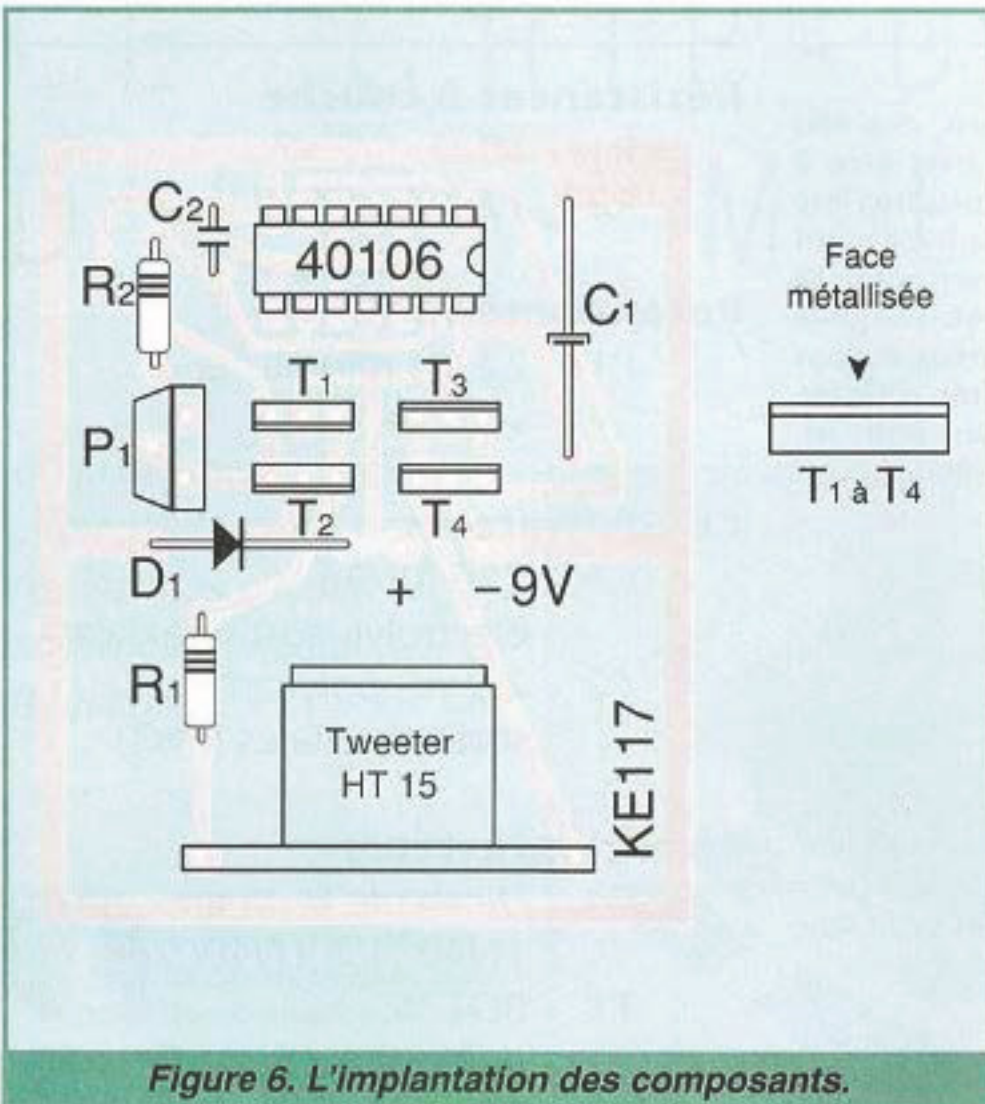 C2
40106
R2
C1
Face
métallisée
T1
T3
P1
T1 à T4
T2
T4
D1
+ –9V
R1
Tweeter
HT 15
KE117
Figure 6. L'implantation des composants.